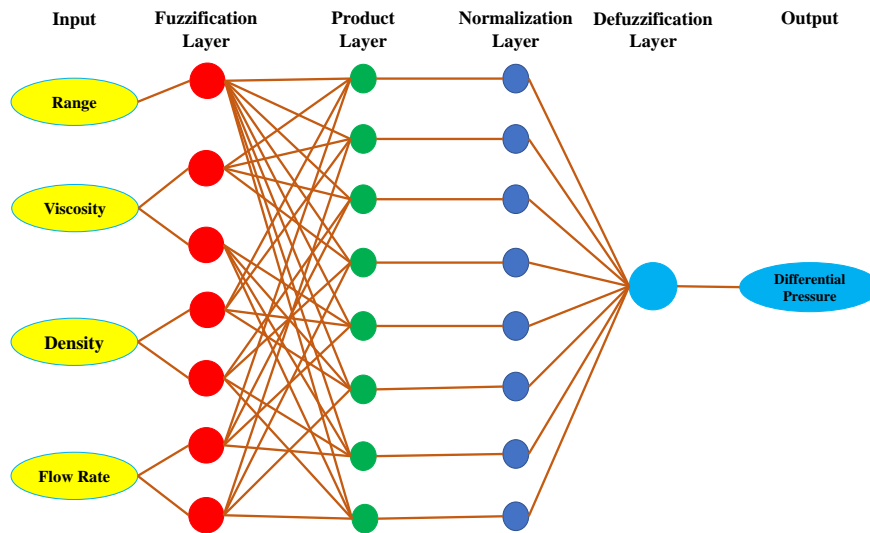 Input
Fuzzification
Layer
Product
Layer
Normalization
Layer
Defuzzification
Layer
Output
Range
Viscosity
Density
Flow Rate
Differential
Pressure